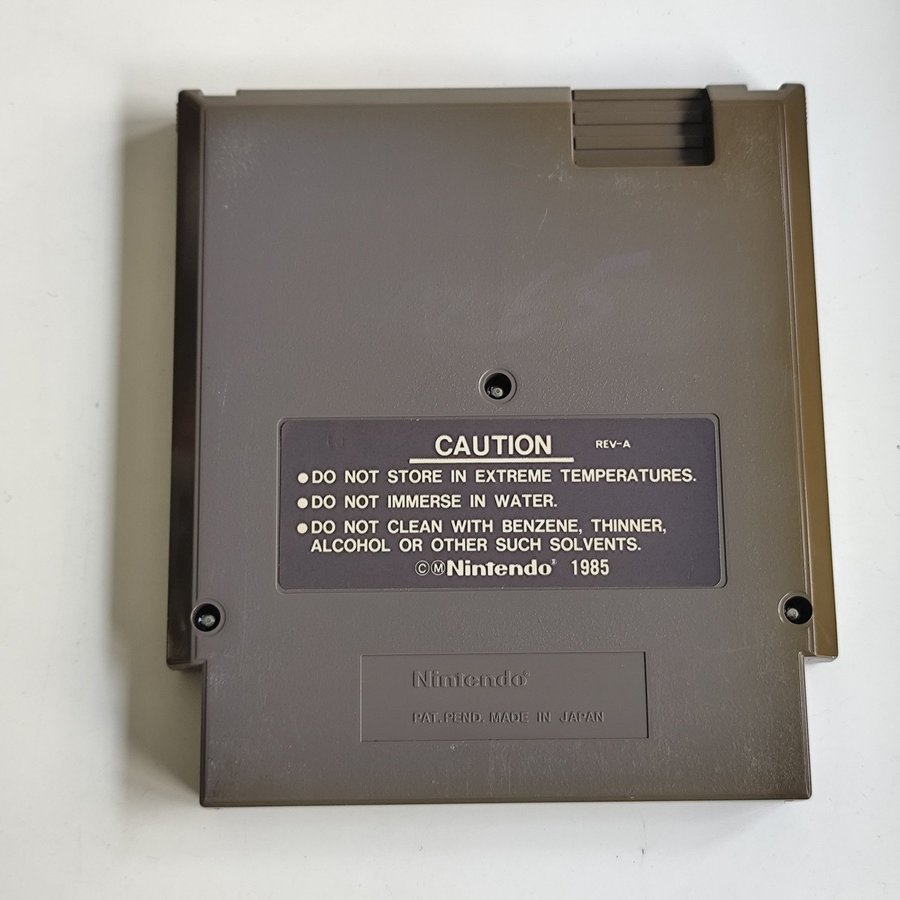 CAUTION REV-A
●DO NOT STORE IN EXTREME TEMPERATURES.
●DO NOT IMMERSE IN WATER.
●DO NOT CLEAN WITH BENZENE, THINNER,
ALCOHOL OR OTHER SUCH SOLVENTS.
ⒸⓂNintendo® 1985
Nintendo®
PAT. PEND. MADE IN JAPAN